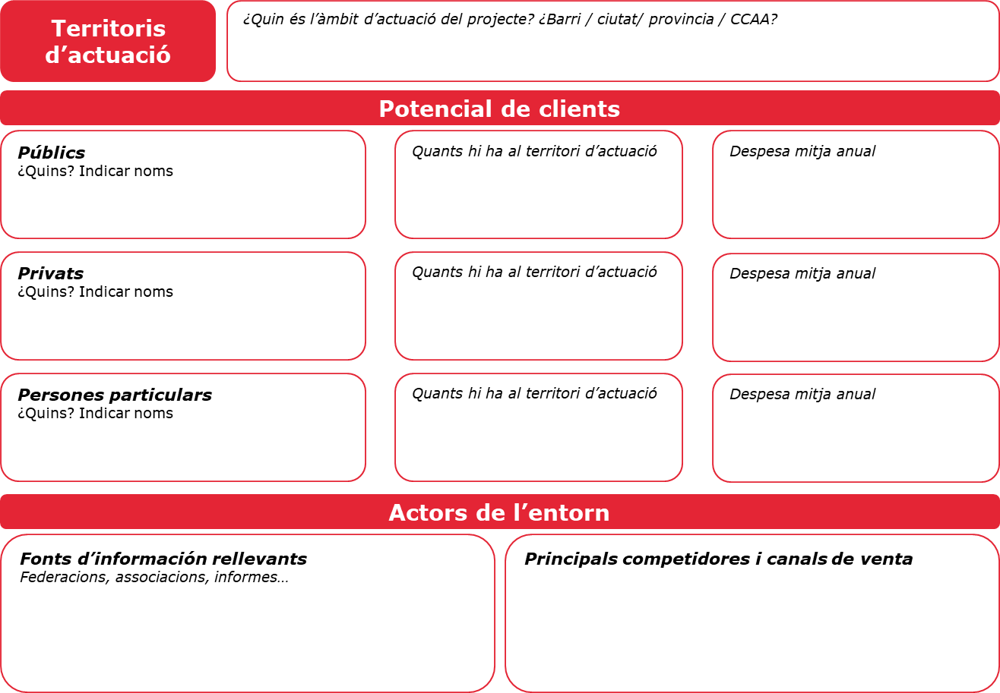 Territoris
d’actuació
¿Quin és l’àmbit d’actuació del projecte? ¿Barri / ciutat/ provincia / CCAA?
Potencial de clients
Públics
¿Quins? Indicar noms
Quants hi ha al territori d’actuació
Despesa mitja anual
Privats
¿Quins? Indicar noms
Quants hi ha al territori d’actuació
Despesa mitja anual
Persones particulars
¿Quins? Indicar noms
Quants hi ha al territori d’actuació
Despesa mitja anual
Actors de l’entorn
Fonts d’información rellevants
Federacions, associacions, informes…
Principals competidores i canals de venta